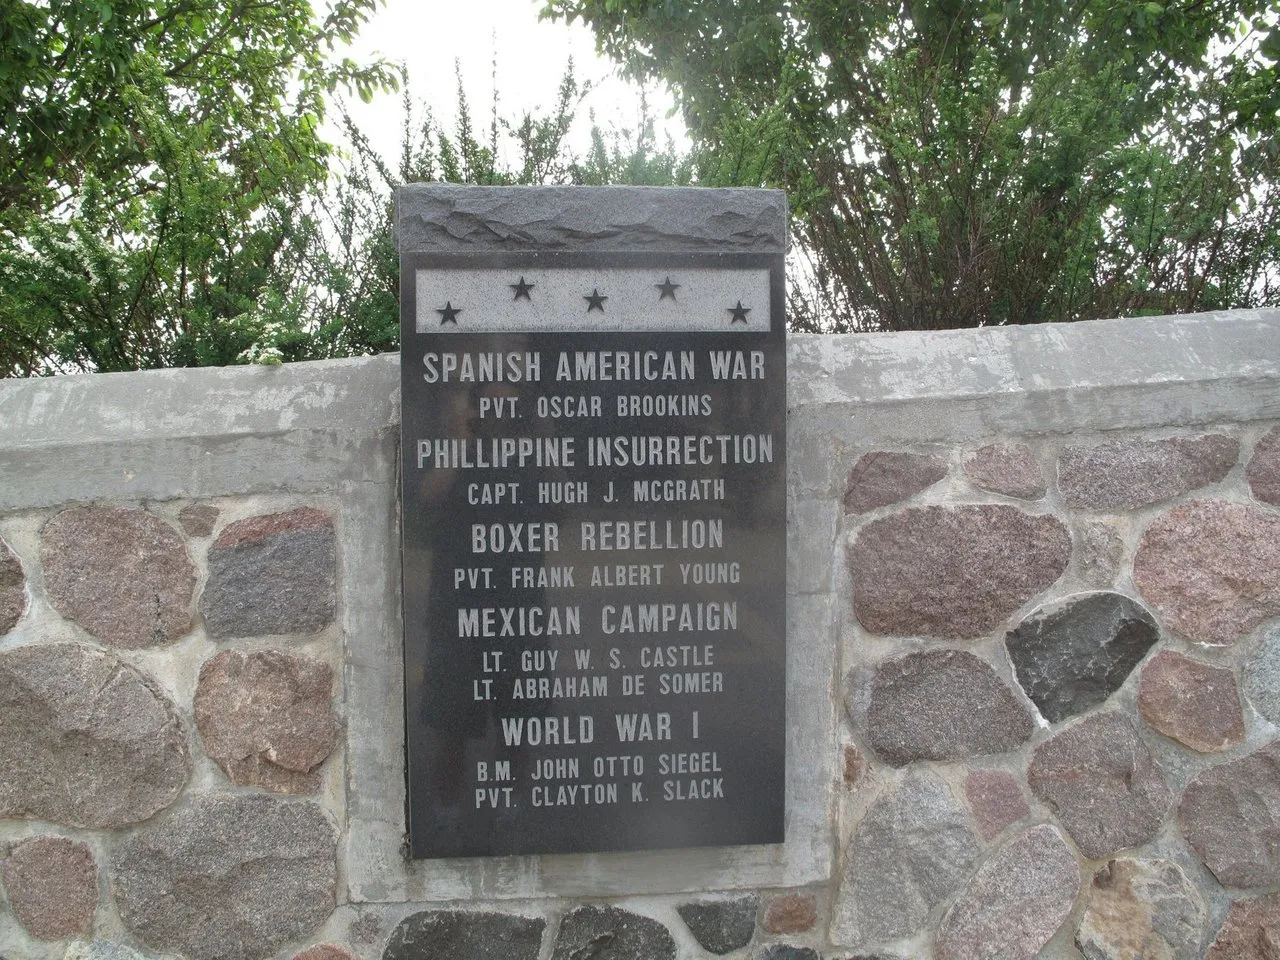 SPANISH AMERICAN WAR
PVT. OSCAR BROOKINS
PHILLIPPINE INSURRECTION
CAPT. HUGH J. MCGRATH
BOXER REBELLION
PVT. FRANK ALBERT YOUNG
MEXICAN CAMPAIGN
LT. GUY W. S. CASTLE
LT. ABRAHAM DE SOMER
WORLD WAR I
B.M. JOHN OTTO SIEGEL
PVT. CLAYTON K. SLACK